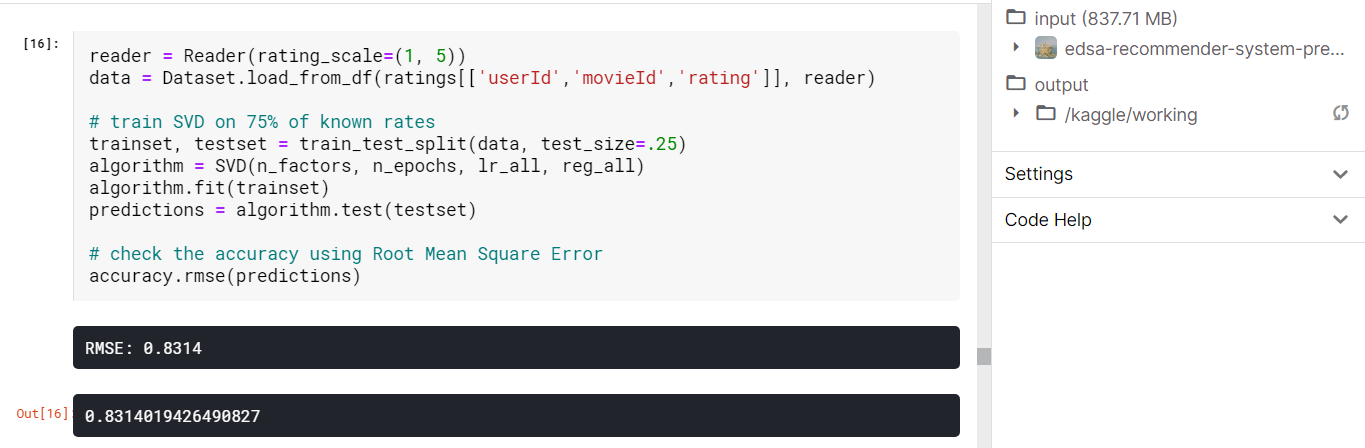 [16]:
reader = Reader(rating_scale=(1, 5))
data = Dataset.load_from_df(ratings[['userId','movieId','rating']], reader)
# train SVD on 75% of known rates
trainset, testset = train_test_split(data, test_size=.25)
algorithm = SVD(n_factors, n_epochs, lr_all, reg_all)
algorithm.fit(trainset)
predictions = algorithm.test(testset)
# check the accuracy using Root Mean Square Error
accuracy.rmse(predictions)
RMSE: 0.8314
Out[16]:
0.8314019426490827
input (837.71 MB)
edsa-recommender-system-pre...
output
/kaggle/working
Settings
Code Help